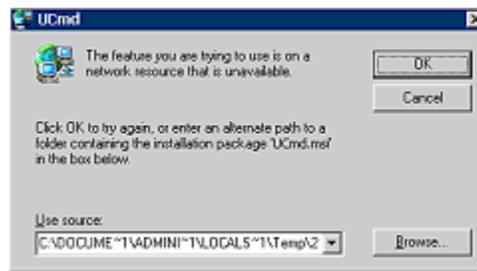 UCmd
The feature you are trying to use is on a
network resource that is unavailable.
OK
Cancel
Click OK to try again, or enter an alternate path to a
folder containing the installation package 'UCmd.msi'
in the box below.
Use source:
C:\DOCUME~1\ADMINI~1\LOCALS~1\Temp\2
Browse...